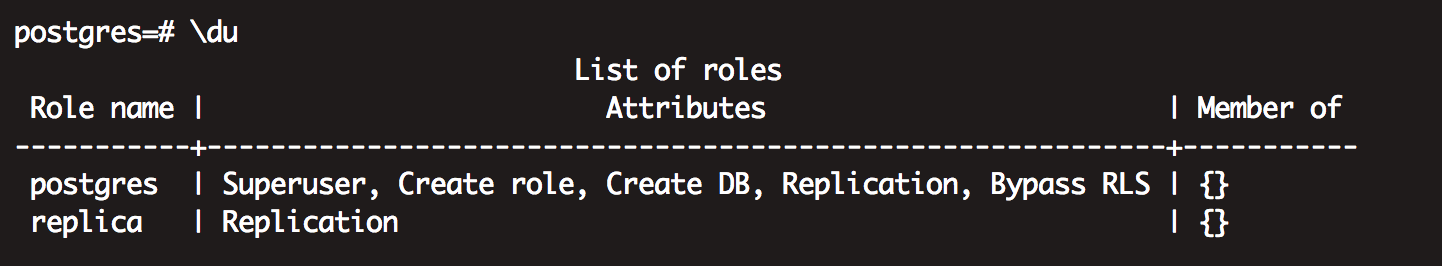 postgres=# \du
                                   List of roles
 Role name |                         Attributes                         | Member of
-----------+------------------------------------------------------------+-----------
 postgres  | Superuser, Create role, Create DB, Replication, Bypass RLS | {}
 replica   | Replication                                                | {}